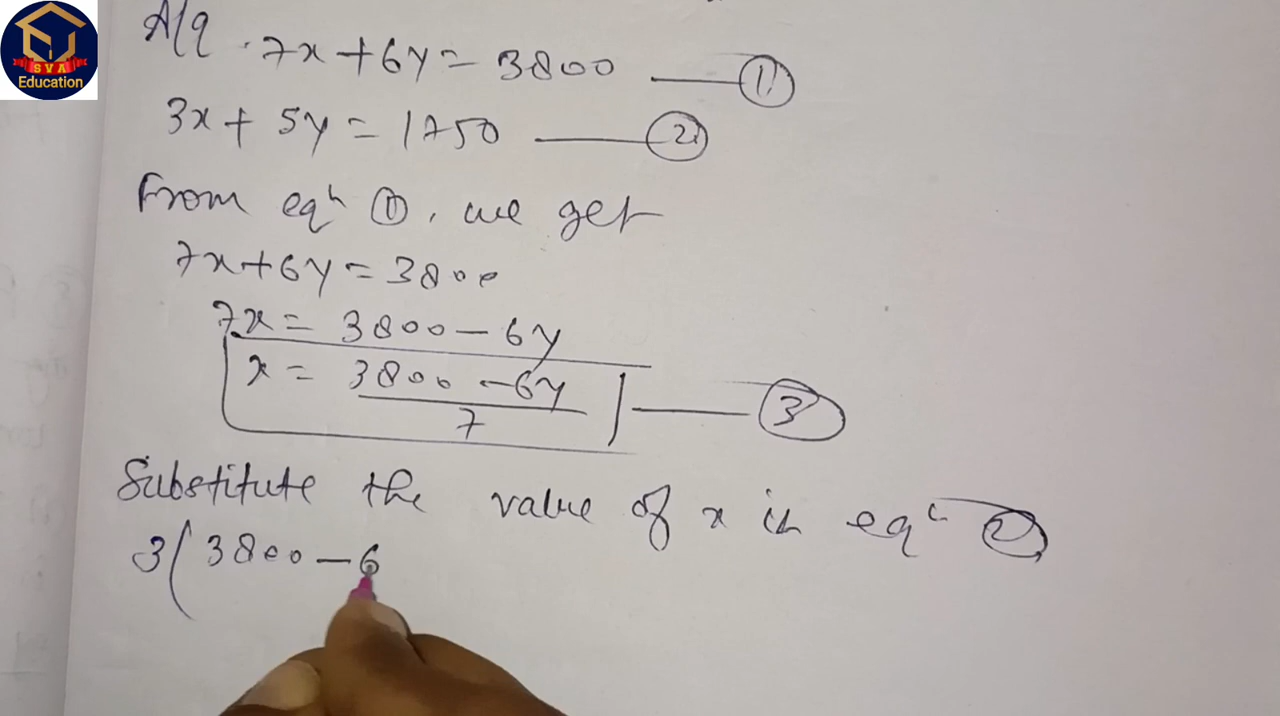 SVA
Education
A/q . 7x + 6y = 3800 — ①
3x + 5y = 1750 — ②
From eqⁿ ①, we get
7x + 6y = 3800
7x = 3800 - 6y
x = 3800 - 6y / 7 — ③
Substitute the value of x in eqⁿ ②
3(3800 - 6